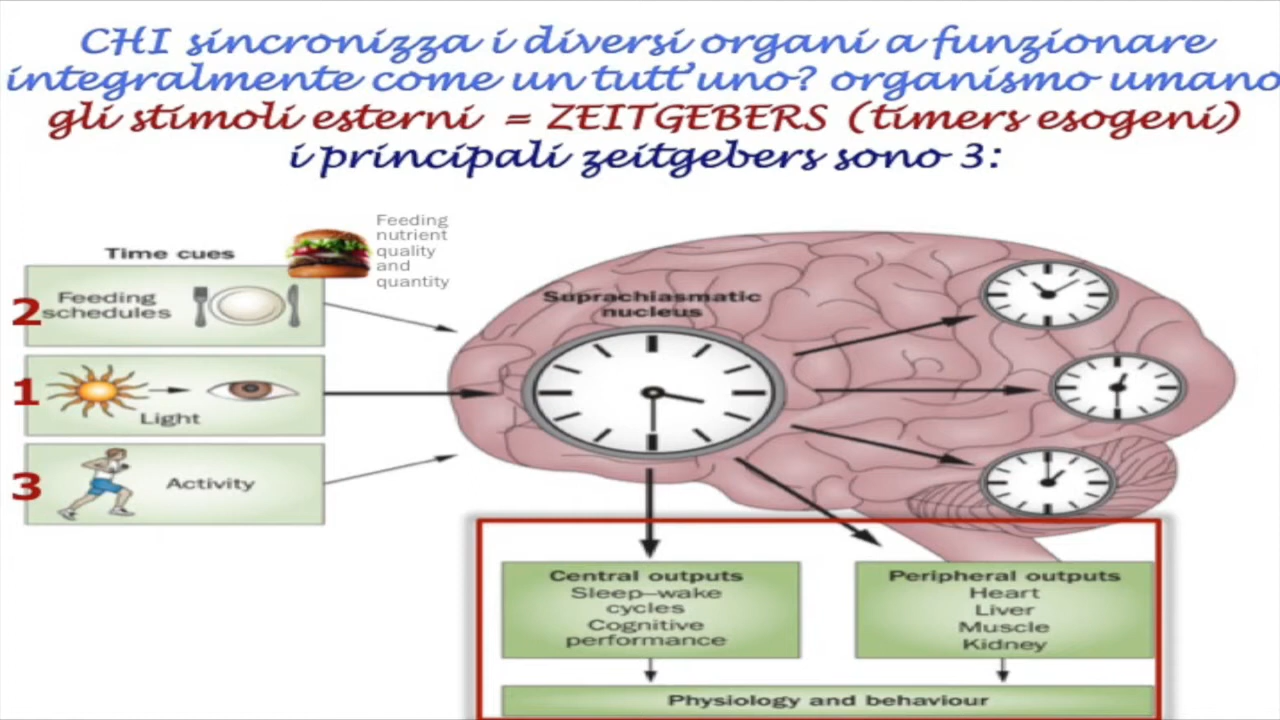 CHI sincronizza i diversi organi a funzionare
integralmente come un tutt'uno? organismo umano
gli stimoli esterni = ZEITGEBERS (timers esogeni)
i principali zeitgebers sono 3:
Feeding
nutrient
quality
and
quantity
Time cues
2
Feeding
schedules
1
Light
3
Activity
Suprachiasmatic
nucleus
Central outputs
Sleep–wake
cycles
Cognitive
performance
Peripheral outputs
Heart
Liver
Muscle
Kidney
Physiology and behaviour